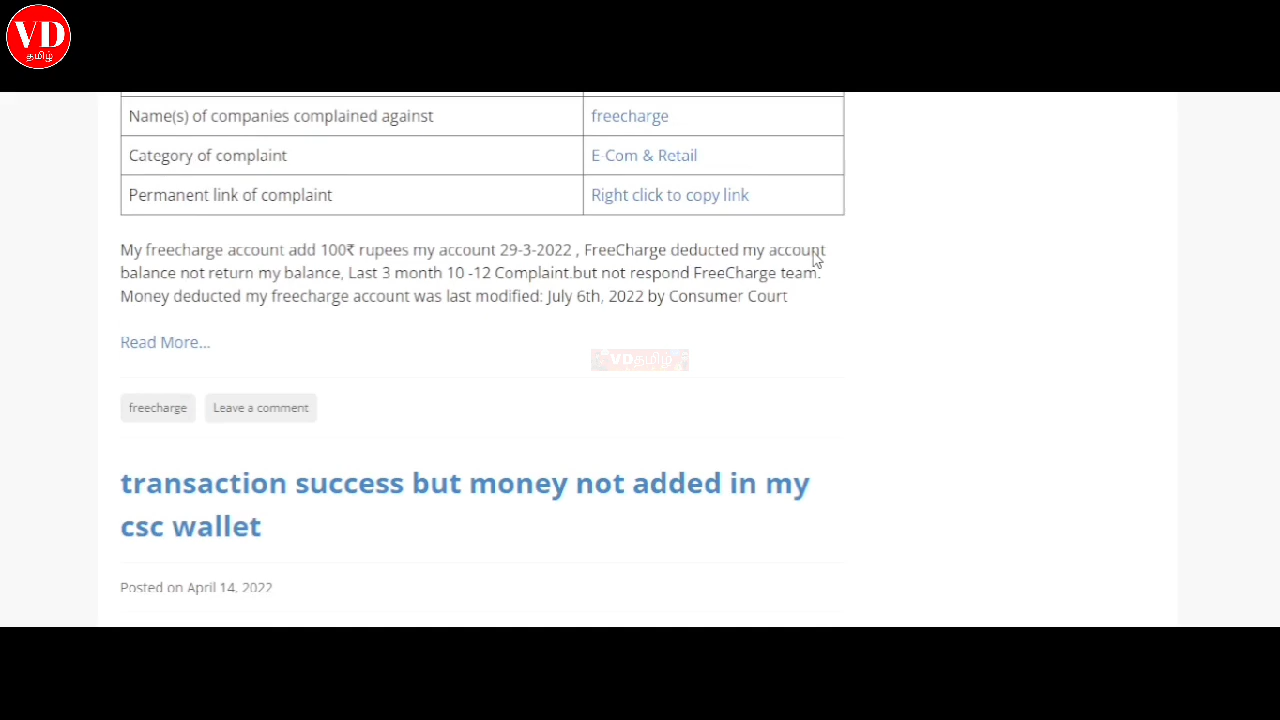 VD
தமிழ்
Name(s) of companies complained against freecharge
Category of complaint E-Com & Retail
Permanent link of complaint Right click to copy link
My freecharge account add 100₹ rupees my account 29-3-2022 , FreeCharge deducted my account
balance not return my balance, Last 3 month 10 -12 Complaint but not respond FreeCharge team.
Money deducted my freecharge account was last modified: July 6th, 2022 by Consumer Court
Read More...
VDதமிழ்
freecharge Leave a comment
transaction success but money not added in my
csc wallet
Posted on April 14, 2022